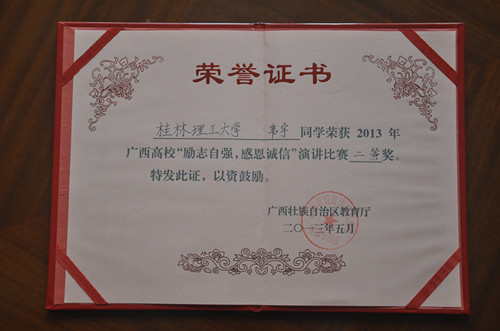 荣誉证书
桂林理工大学 韦宇 同学荣获 2013 年
广西高校“励志自强，感恩诚信”演讲比赛 二等 奖。
特发此证，以资鼓励。
广西壮族自治区教育厅
二〇一三年五月